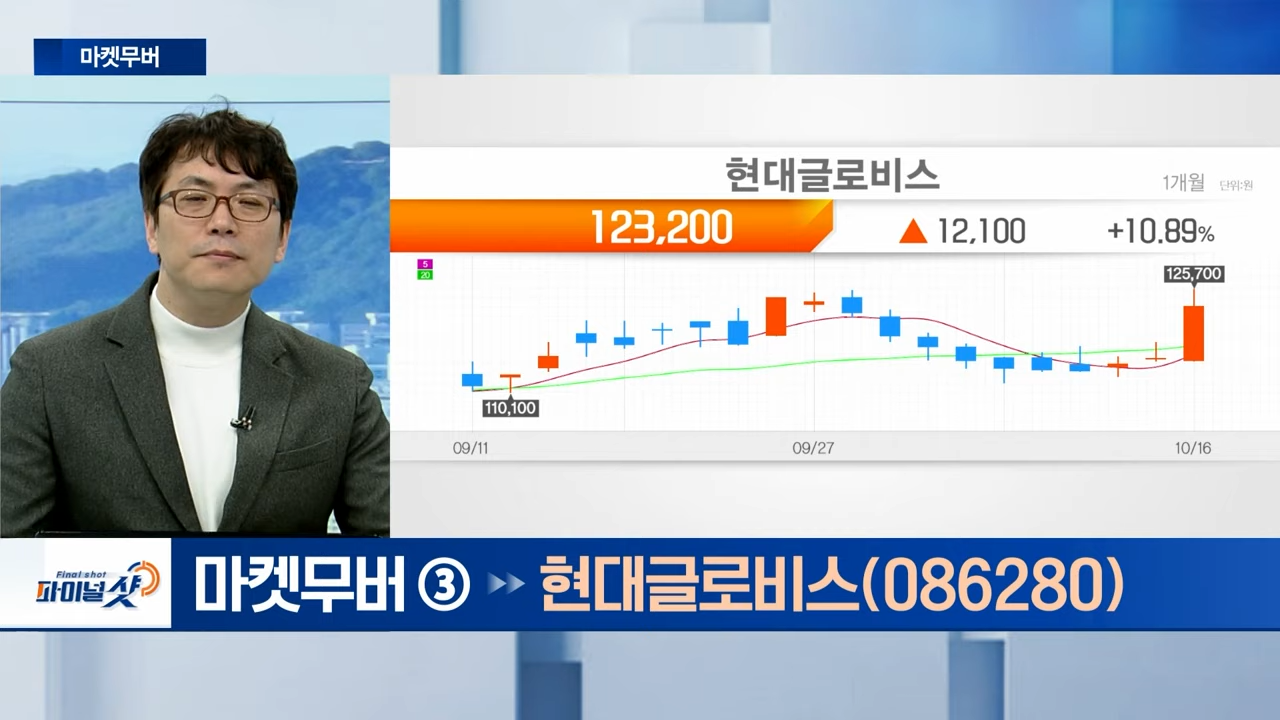 마켓무버
현대글로비스
1개월 단위:원
123,200 ▲ 12,100 +10.89%
5
20
125,700
110,100
09/11 09/27 10/16
Final shot
파이널샷
마켓무버 ③ 현대글로비스(086280)